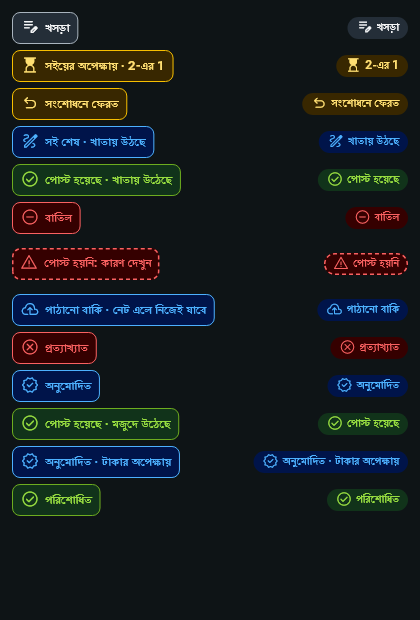 খসড়া
খসড়া
সইয়ের অপেক্ষায় · 2-এর 1
2-এর 1
সংশোধনে ফেরত
সংশোধনে ফেরত
সই শেষ · খাতায় উঠছে
খাতায় উঠছে
পোস্ট হয়েছে · খাতায় উঠেছে
পোস্ট হয়েছে
বাতিল
বাতিল
পোস্ট হয়নি: কারণ দেখুন
পোস্ট হয়নি
পাঠানো বাকি · নেট এলে নিজেই যাবে
পাঠানো বাকি
প্রত্যাখ্যাত
প্রত্যাখ্যাত
অনুমোদিত
অনুমোদিত
পোস্ট হয়েছে · মজুদে উঠেছে
পোস্ট হয়েছে
অনুমোদিত · টাকার অপেক্ষায়
অনুমোদিত · টাকার অপেক্ষায়
পরিশোধিত
পরিশোধিত